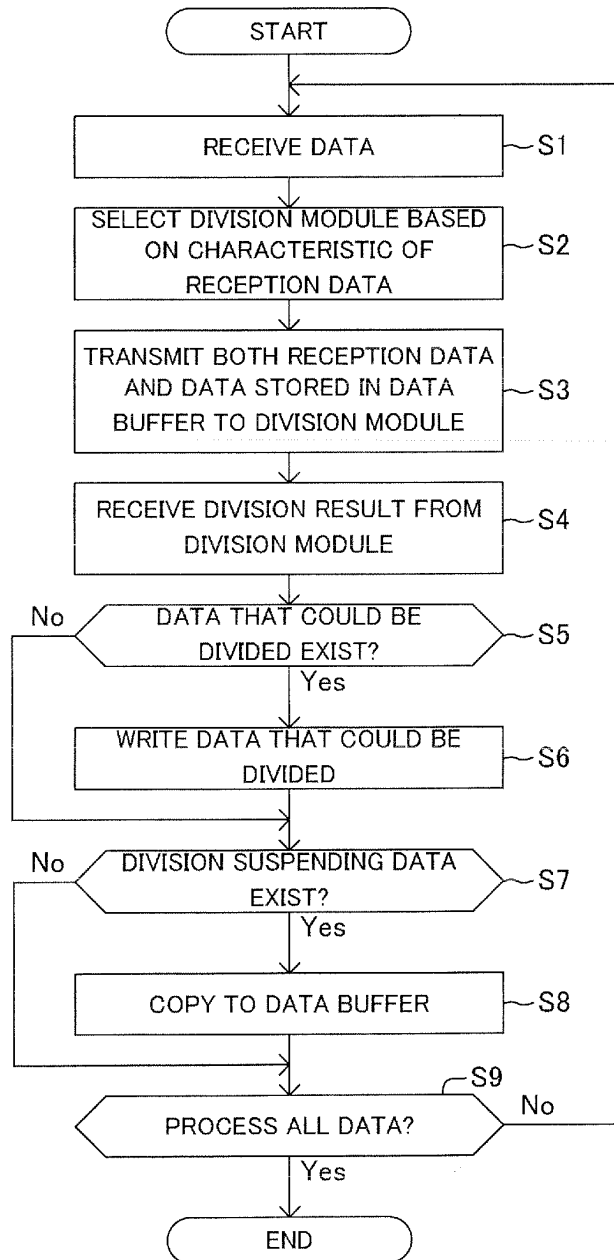 START
RECEIVE DATA
S1
SELECT DIVISION MODULE BASED
ON CHARACTERISTIC OF
RECEPTION DATA
S2
TRANSMIT BOTH RECEPTION DATA
AND DATA STORED IN DATA
BUFFER TO DIVISION MODULE
S3
RECEIVE DIVISION RESULT FROM
DIVISION MODULE
S4
No
DATA THAT COULD BE
DIVIDED EXIST?
S5
Yes
WRITE DATA THAT COULD BE
DIVIDED
S6
No
DIVISION SUSPENDING DATA
EXIST?
S7
Yes
COPY TO DATA BUFFER
S8
S9
PROCESS ALL DATA?
No
Yes
END